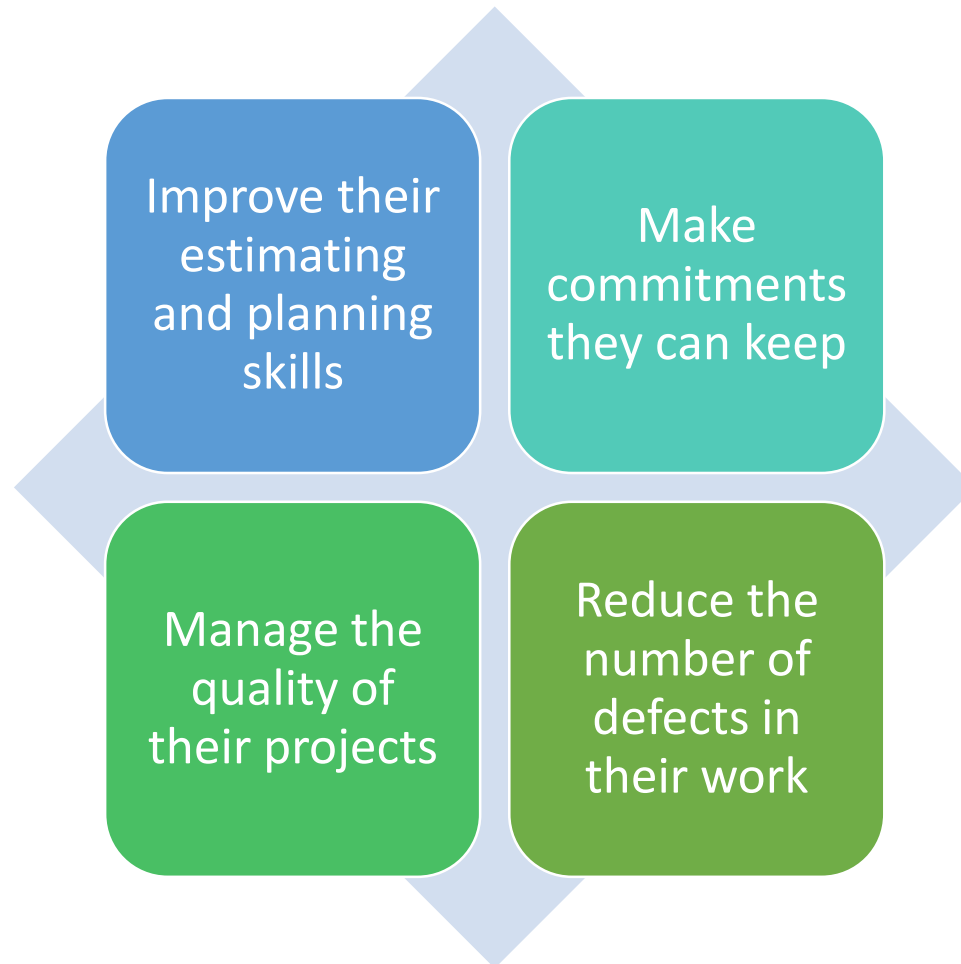 Improve their
estimating
and planning
skills
Make
commitments
they can keep
Manage the
quality of
their projects
Reduce the
number of
defects in
their work